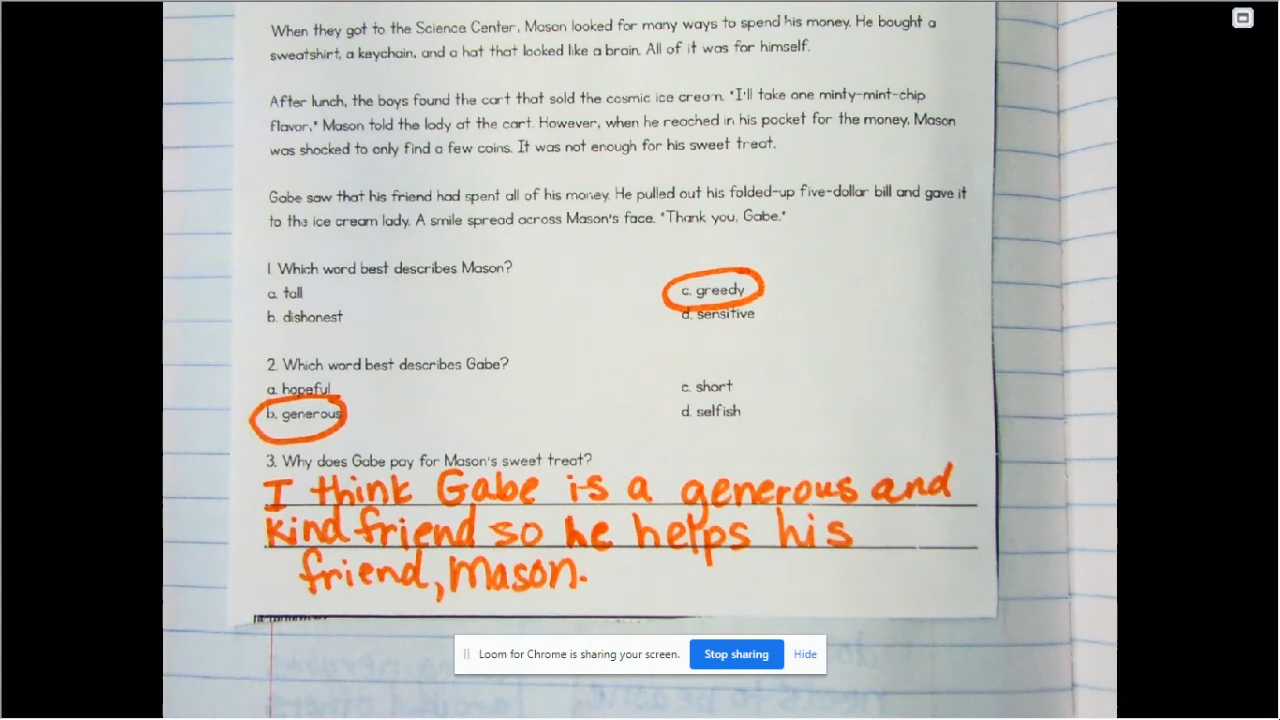 When they got to the Science Center, Mason looked for many ways to spend his money. He bought a
sweatshirt, a keychain, and a hat that looked like a brain. All of it was for himself.
After lunch, the boys found the cart that sold the cosmic ice cream. "I'll take one minty-mint-chip
flavor," Mason told the lady at the cart. However, when he reached in his pocket for the money, Mason
was shocked to only find a few coins. It was not enough for his sweet treat.
Gabe saw that his friend had spent all of his money. He pulled out his folded-up five-dollar bill and gave it
to the ice cream lady. A smile spread across Mason's face. "Thank you, Gabe."
1. Which word best describes Mason?
a. tall
c. greedy
b. dishonest
d. sensitive
2. Which word best describes Gabe?
a. hopeful
c. short
b. generous
d. selfish
3. Why does Gabe pay for Mason's sweet treat?
I think Gabe is a generous and
kind friend so he helps his
friend, Mason.
Loom for Chrome is sharing your screen.
Stop sharing
Hide